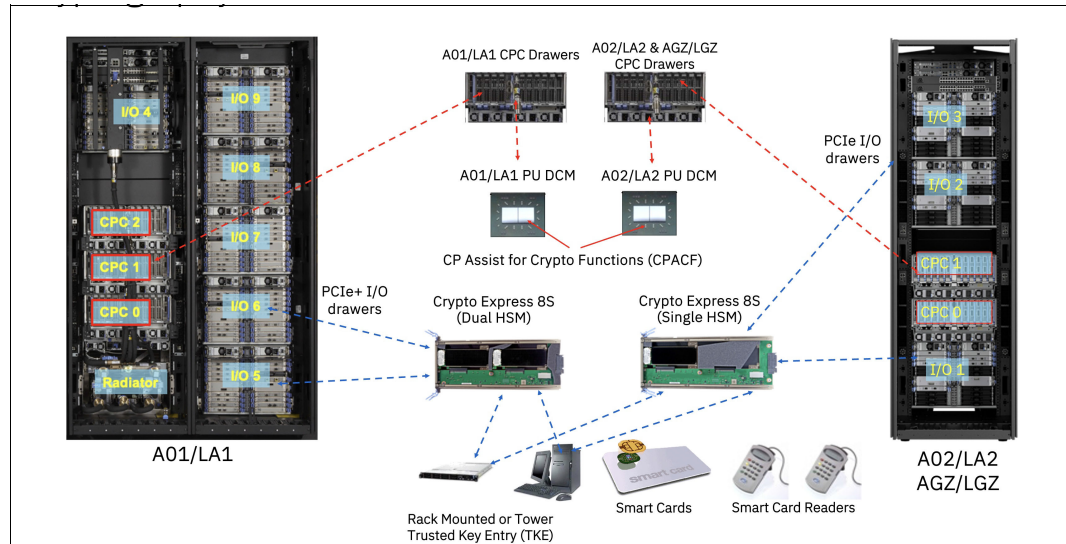 A01/LA1 CPC Drawers
A02/LA2 & AGZ/LGZ
CPC Drawers
I/O 4
I/O 9
I/O 8
CPC 2
I/O 7
CPC 1
I/O 6
CPC 0
I/O 5
Radiator
A01/LA1
PCIe+ I/O
drawers
A01/LA1 PU DCM
A02/LA2 PU DCM
CP Assist for Crypto Functions (CPACF)
Crypto Express 8S
(Dual HSM)
Crypto Express 8S
(Single HSM)
PCIe I/O
drawers
I/O 3
I/O 2
CPC 1
CPC 0
I/O 1
A02/LA2
AGZ/LGZ
smart card
Rack Mounted or Tower
Trusted Key Entry (TKE)
Smart Cards
Smart Card Readers